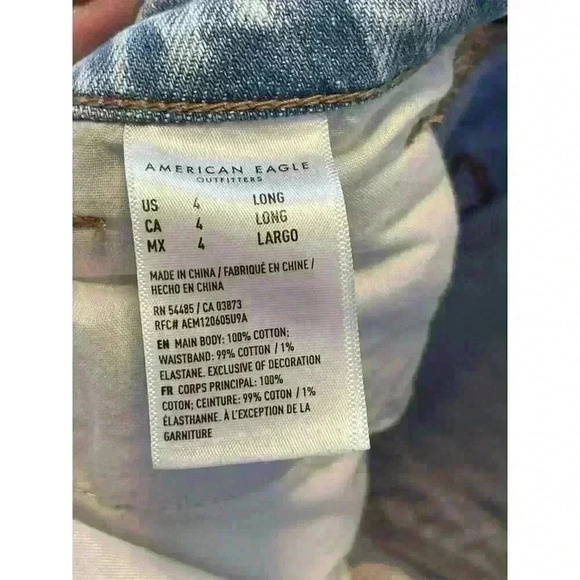 AMERICAN EAGLE
OUTFITTERS
US 4 LONG
CA 4 LONG
MX 4 LARGO
MADE IN CHINA / FABRIQUÉ EN CHINE /
HECHO EN CHINA
RN 54485 / CA 03873
RFC# AEM120605U9A
EN MAIN BODY: 100% COTTON;
WAISTBAND: 99% COTTON / 1%
ELASTANE. EXCLUSIVE OF DECORATION
FR CORPS PRINCIPAL: 100%
COTON; CEINTURE: 99% COTON / 1%
ÉLASTHANNE. À L'EXCEPTION DE LA
GARNITURE